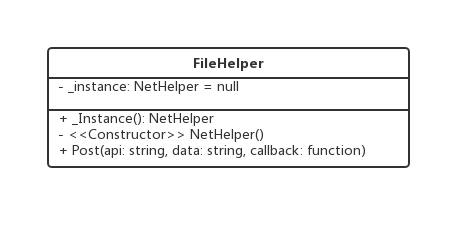 FileHelper
- _instance: NetHelper = null
+ _Instance(): NetHelper
- <<Constructor>> NetHelper()
+ Post(api: string, data: string, callback: function)